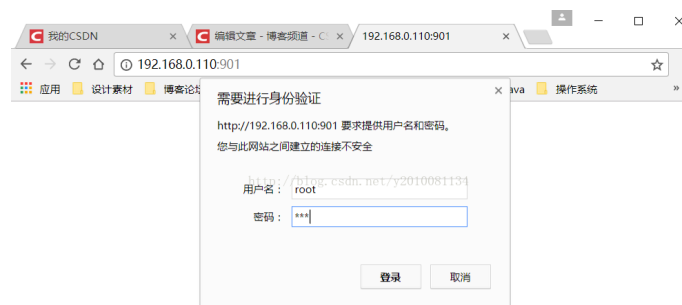 我的CSDN
编辑文章 - 博客频道 - CS
192.168.0.110:901
192.168.0.110:901
应用
设计素材
博客论坛
ava
操作系统
»
需要进行身份验证
http://192.168.0.110:901 要求提供用户名和密码。
您与此网站之间建立的连接不安全
http://blog.csdn.net/y2010081134
用户名： root
密码： ***
登录
取消